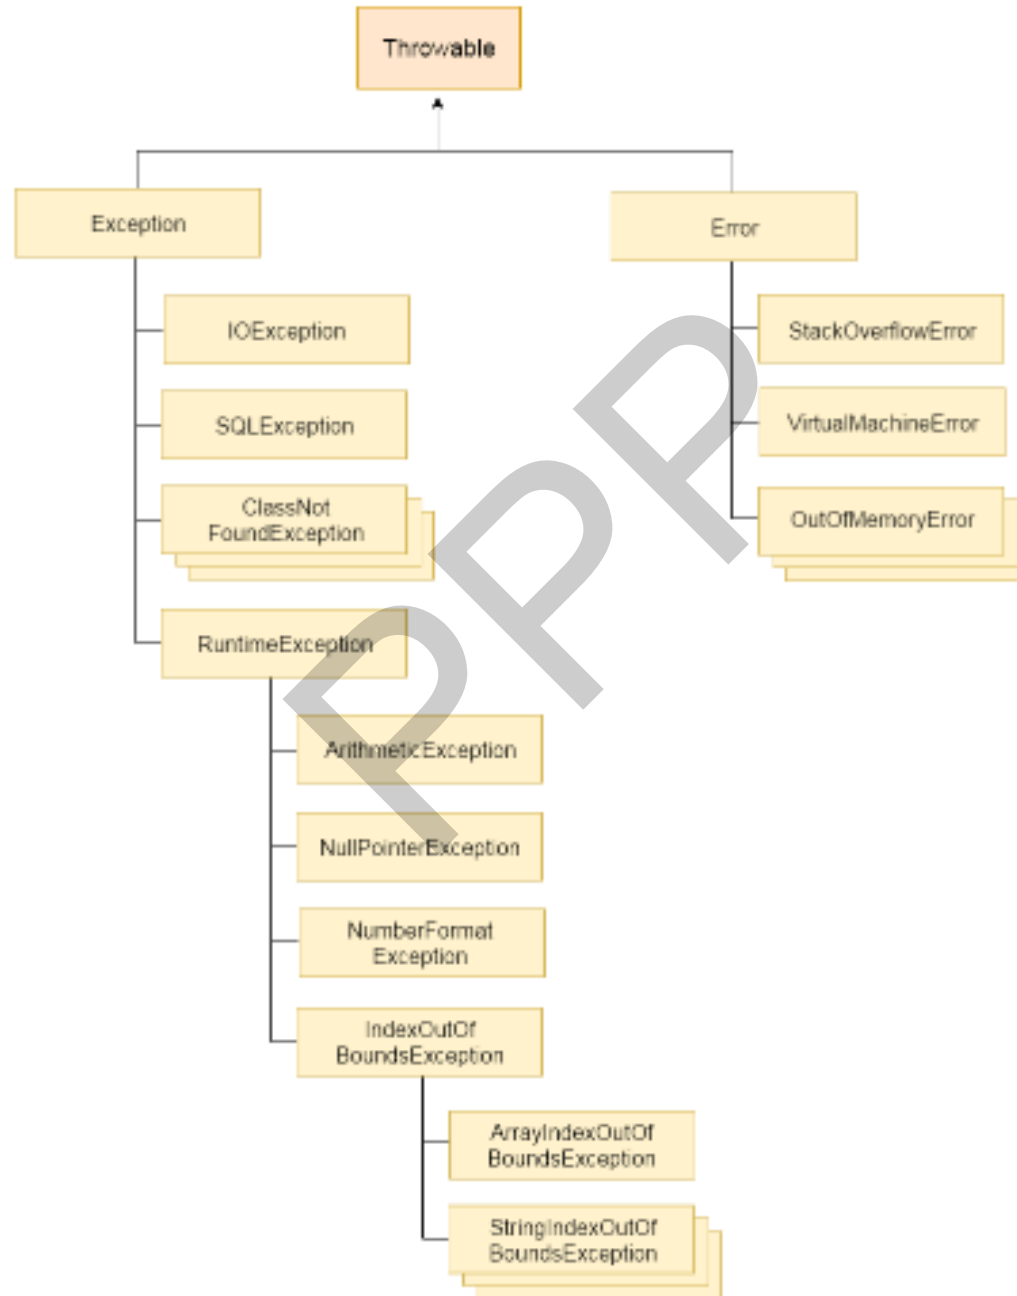 Throwable
Exception
Error
IOException
StackOverflowError
SQLException
VirtualMachineError
ClassNot
FoundException
OutOfMemoryError
RuntimeException
ArithmeticException
NullPointerException
NumberFormat
Exception
IndexOutOf
BoundsException
ArrayIndexOutOf
BoundsException
StringIndexOutOf
BoundsException
PPP